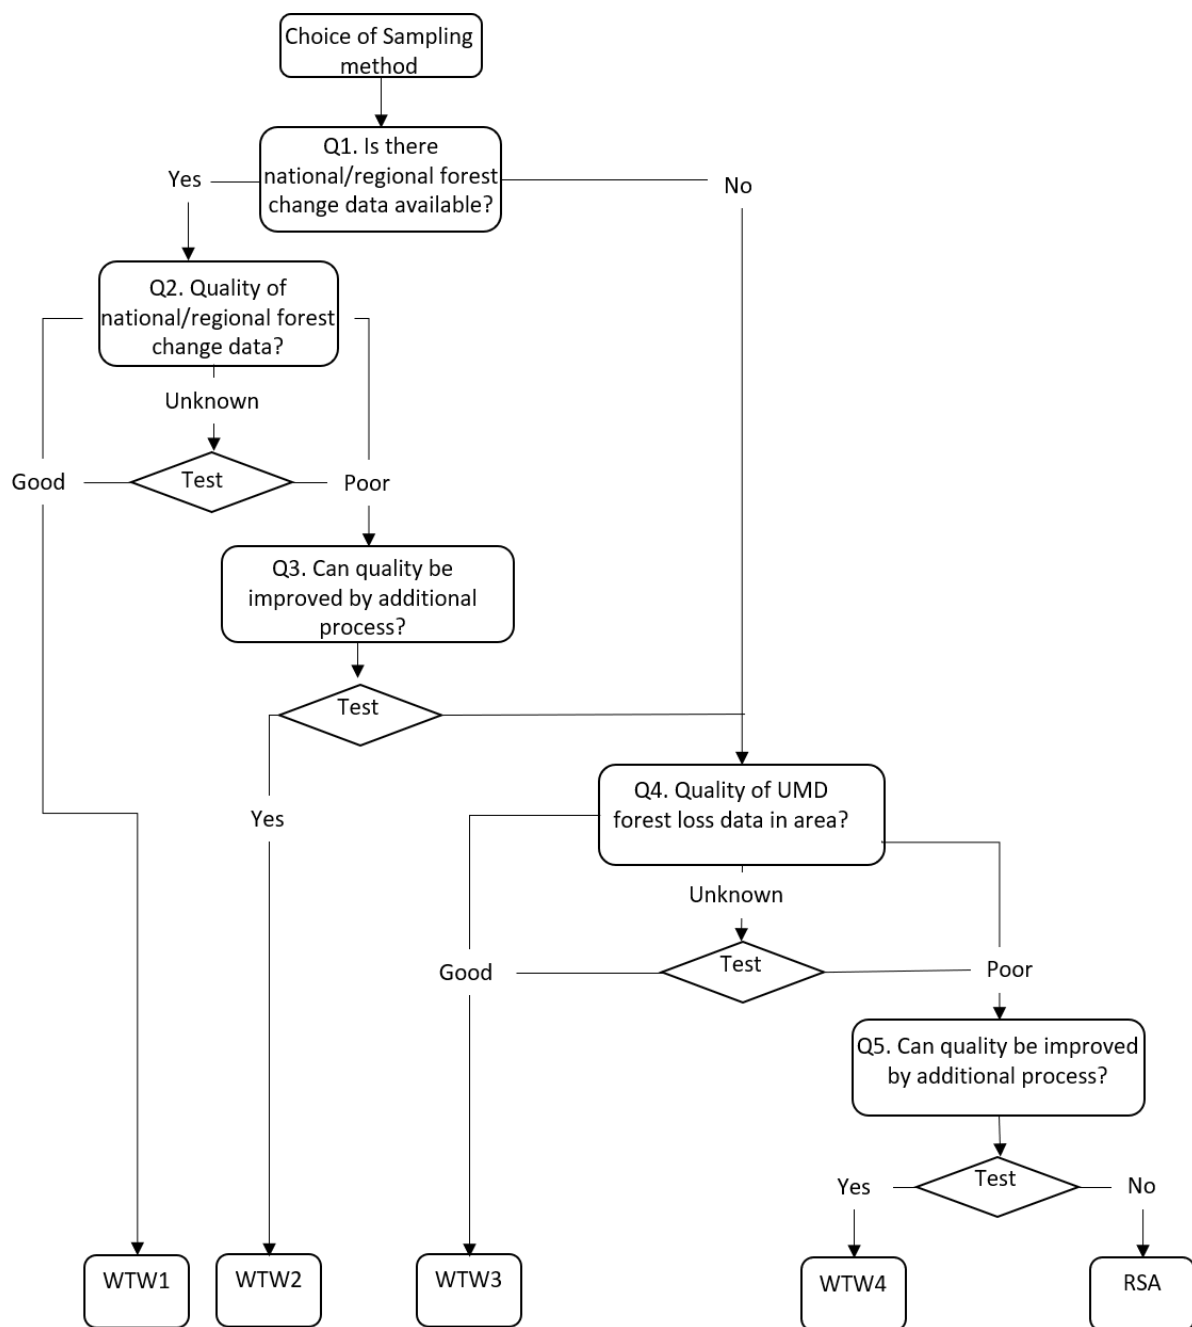 Choice of Sampling
method
Q1. Is there
national/regional forest
change data available?
Yes
No
Q2. Quality of
national/regional forest
change data?
Unknown
Good
Test
Poor
Q3. Can quality be
improved by additional
process?
Test
Yes
Q4. Quality of UMD
forest loss data in area?
Unknown
Good
Test
Poor
Q5. Can quality be improved
by additional process?
Yes
Test
No
WTW1
WTW2
WTW3
WTW4
RSA